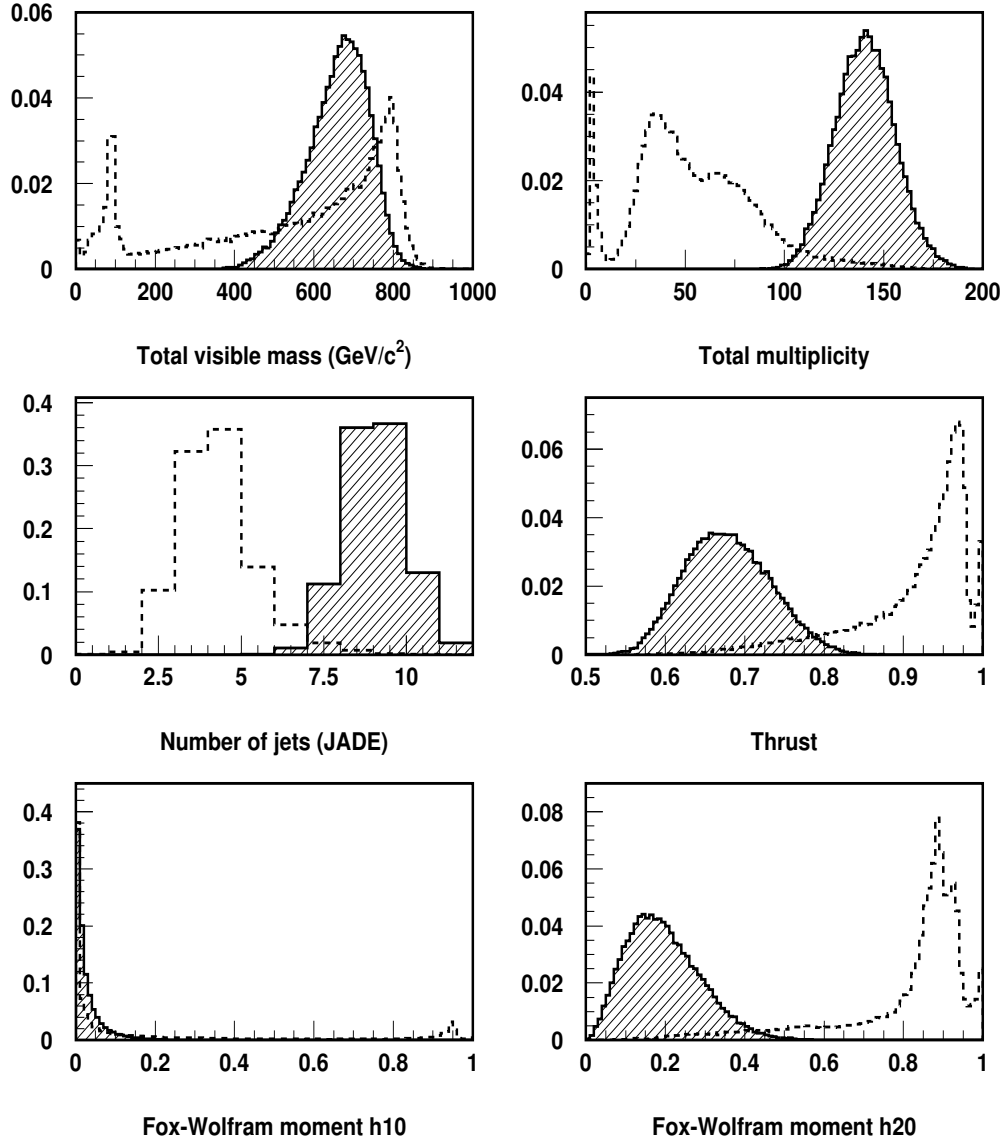 0.06
0.04
0.02
0
0 200 400 600 800 1000
Total visible mass (GeV/c²)
0.04
0.02
0
0 50 100 150 200
Total multiplicity
0.4
0.3
0.2
0.1
0
0 2.5 5 7.5 10
Number of jets (JADE)
0.06
0.04
0.02
0
0.5 0.6 0.7 0.8 0.9 1
Thrust
0.4
0.3
0.2
0.1
0
0 0.2 0.4 0.6 0.8 1
Fox-Wolfram moment h10
0.08
0.06
0.04
0.02
0
0 0.2 0.4 0.6 0.8 1
Fox-Wolfram moment h20